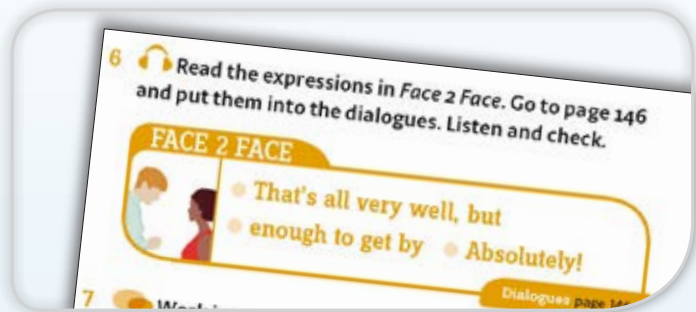 6 Read the expressions in Face 2 Face. Go to page 146
and put them into the dialogues. Listen and check.
FACE 2 FACE
That's all very well, but
enough to get by Absolutely!
Dialogues page 146
7